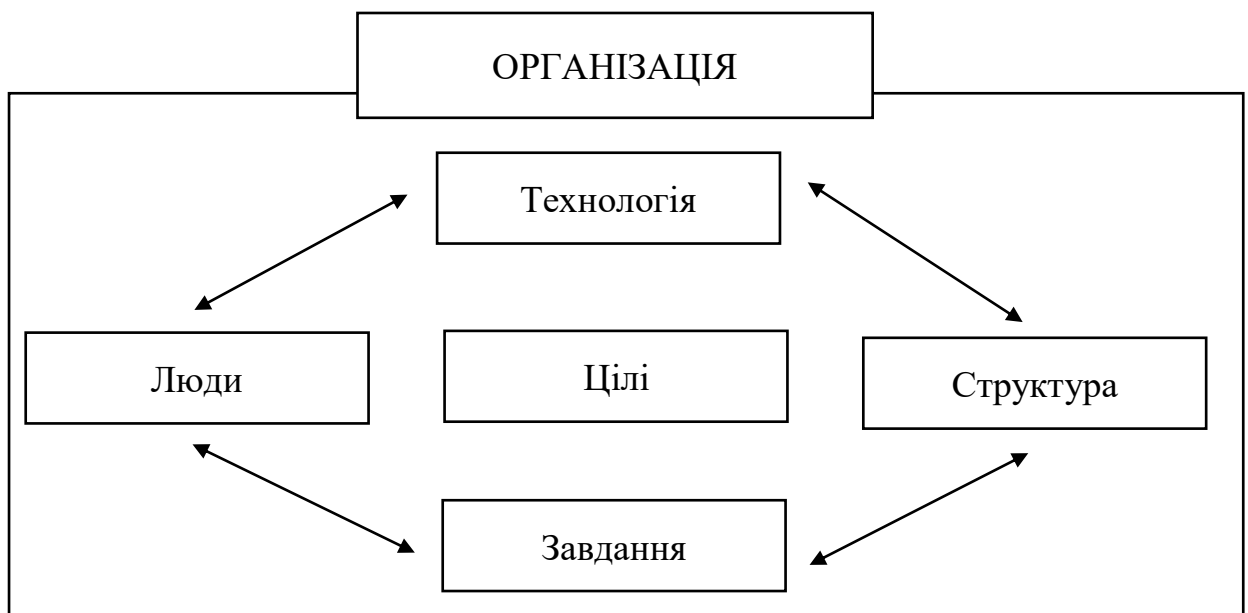 ОРГАНІЗАЦІЯ
Технологія
Люди
Цілі
Структура
Завдання